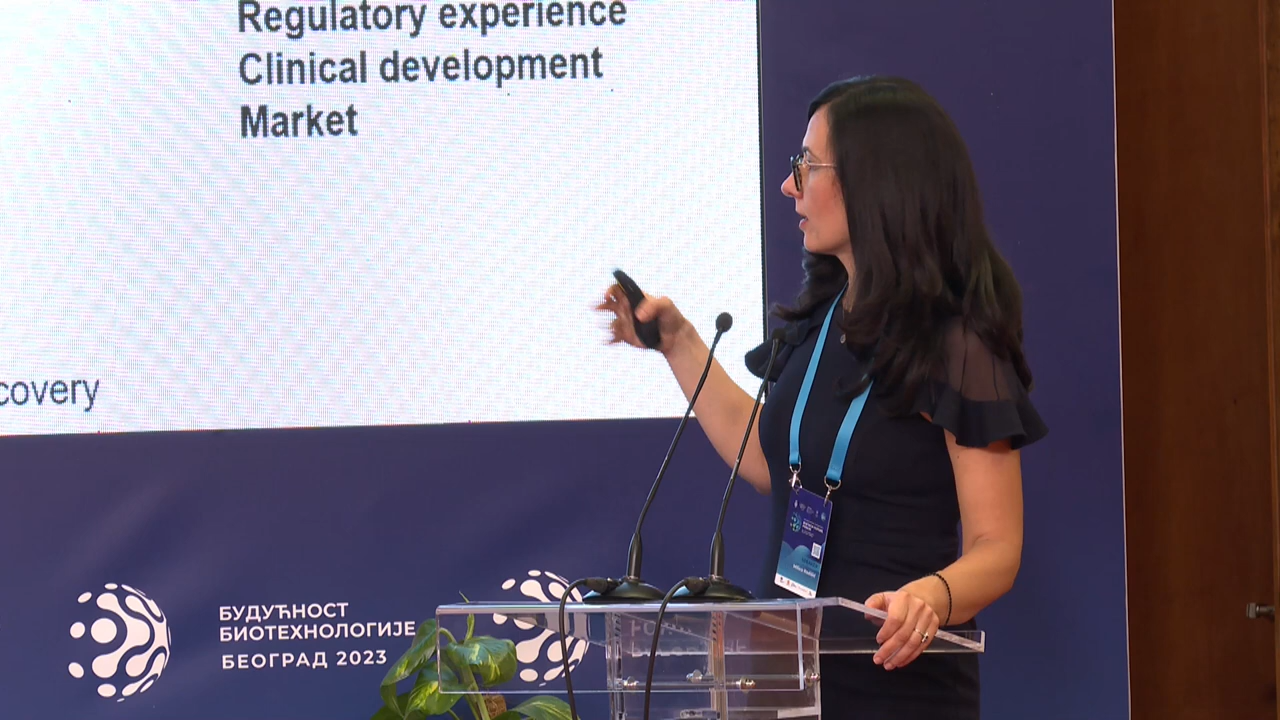 Regulatory experience
Clinical development
Market
covery
БУДУЋНОСТ
БИОТЕХНОЛОГИЈЕ
БЕОГРАД 2023